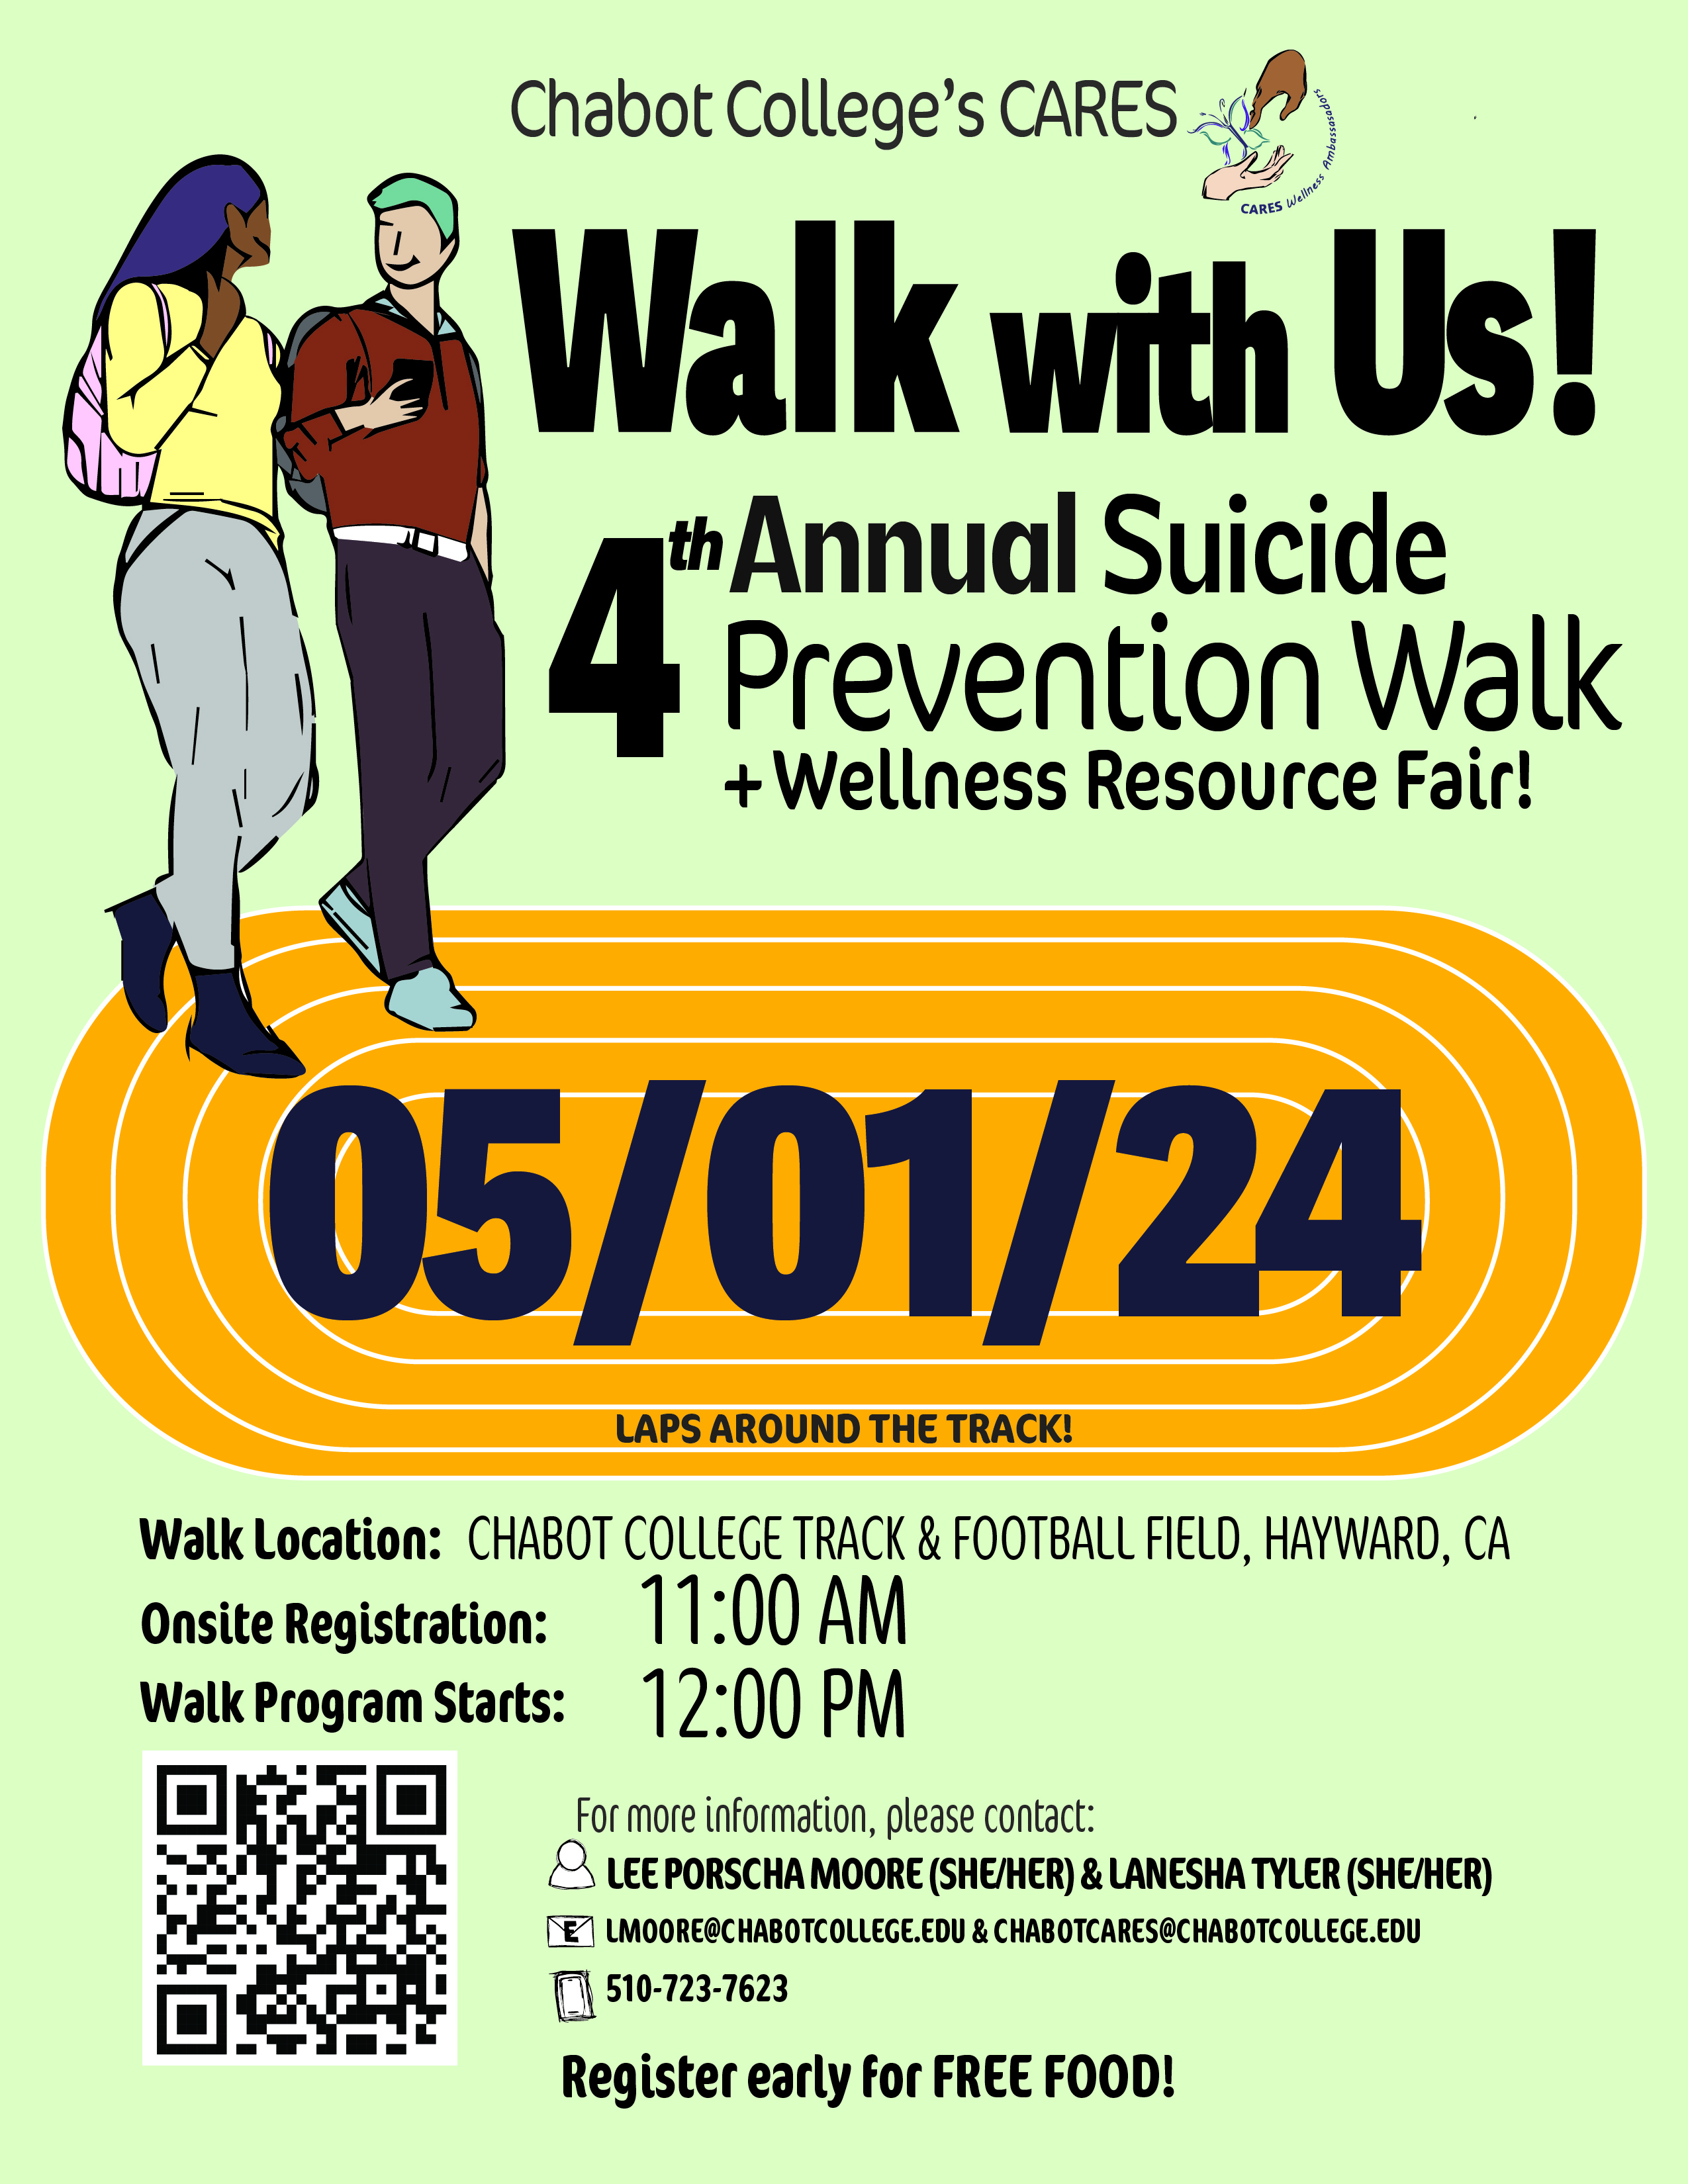 Chabot College's CARES
CARES Wellness Ambassasodors
Walk with Us!
4th Annual Suicide
Prevention Walk
+Wellness Resource Fair!
05/01/24
LAPS AROUND THE TRACK!
Walk Location: CHABOT COLLEGE TRACK & FOOTBALL FIELD, HAYWARD, CA
Onsite Registration: 11:00 AM
Walk Program Starts: 12:00 PM
For more information, please contact:
LEE PORSCHA MOORE (SHE/HER) & LANESHA TYLER (SHE/HER)
E LMOORE@CHABOTCOLLEGE.EDU & CHABOTCARES@CHABOTCOLLEGE.EDU
510-723-7623
Register early for FREE FOOD!